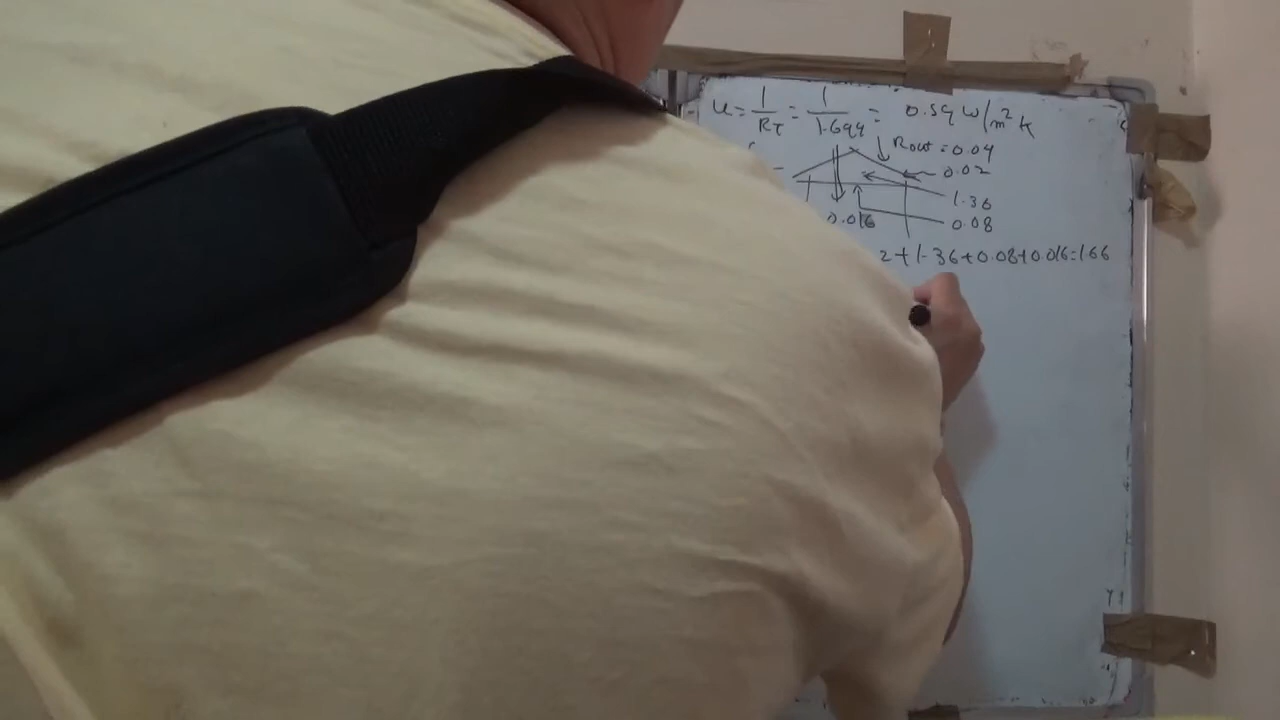 u = 1/RT = 1/1.694 = 0.59 W/m²K
Rout = 0.04
0.02
1.36
0.016 0.08
2+1.36+0.08+0.016=1.66